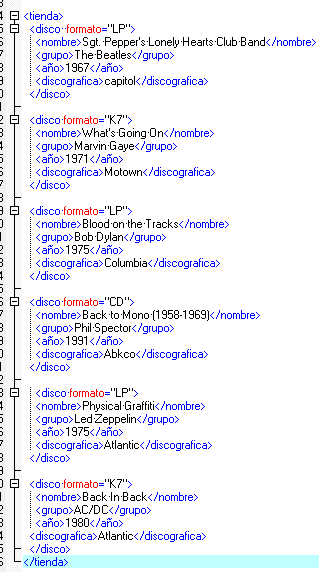 <tienda>
<disco formato="LP">
<nombre>Sgt. Pepper's Lonely Hearts Club Band</nombre>
<grupo>The Beatles</grupo>
<año>1967</año>
<discografica>capitol</discografica>
</disco>
<disco formato="K7">
<nombre>What's Going On</nombre>
<grupo>Marvin Gaye</grupo>
<año>1971</año>
<discografica>Motown</discografica>
</disco>
<disco formato="LP">
<nombre>Blood on the Tracks</nombre>
<grupo>Bob Dylan</grupo>
<año>1975</año>
<discografica>Columbia</discografica>
</disco>
<disco formato="CD">
<nombre>Back to Mono (1958-1969)</nombre>
<grupo>Phil Spector</grupo>
<año>1991</año>
<discografica>Abkco</discografica>
</disco>
<disco formato="LP">
<nombre>Physical Graffiti</nombre>
<grupo>Led Zeppelin</grupo>
<año>1975</año>
<discografica>Atlantic</discografica>
</disco>
<disco formato="K7">
<nombre>Back In Back</nombre>
<grupo>AC/DC</grupo>
<año>1980</año>
<discografica>Atlantic</discografica>
</disco>
</tienda>